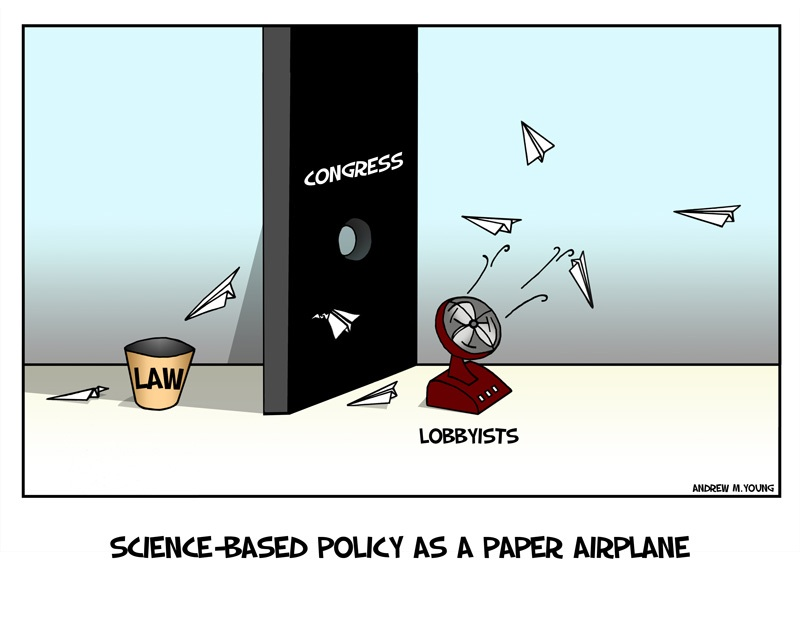 CONGRESS
LAW
LOBBYISTS
ANDREW M. YOUNG
SCIENCE-BASED POLICY AS A PAPER AIRPLANE